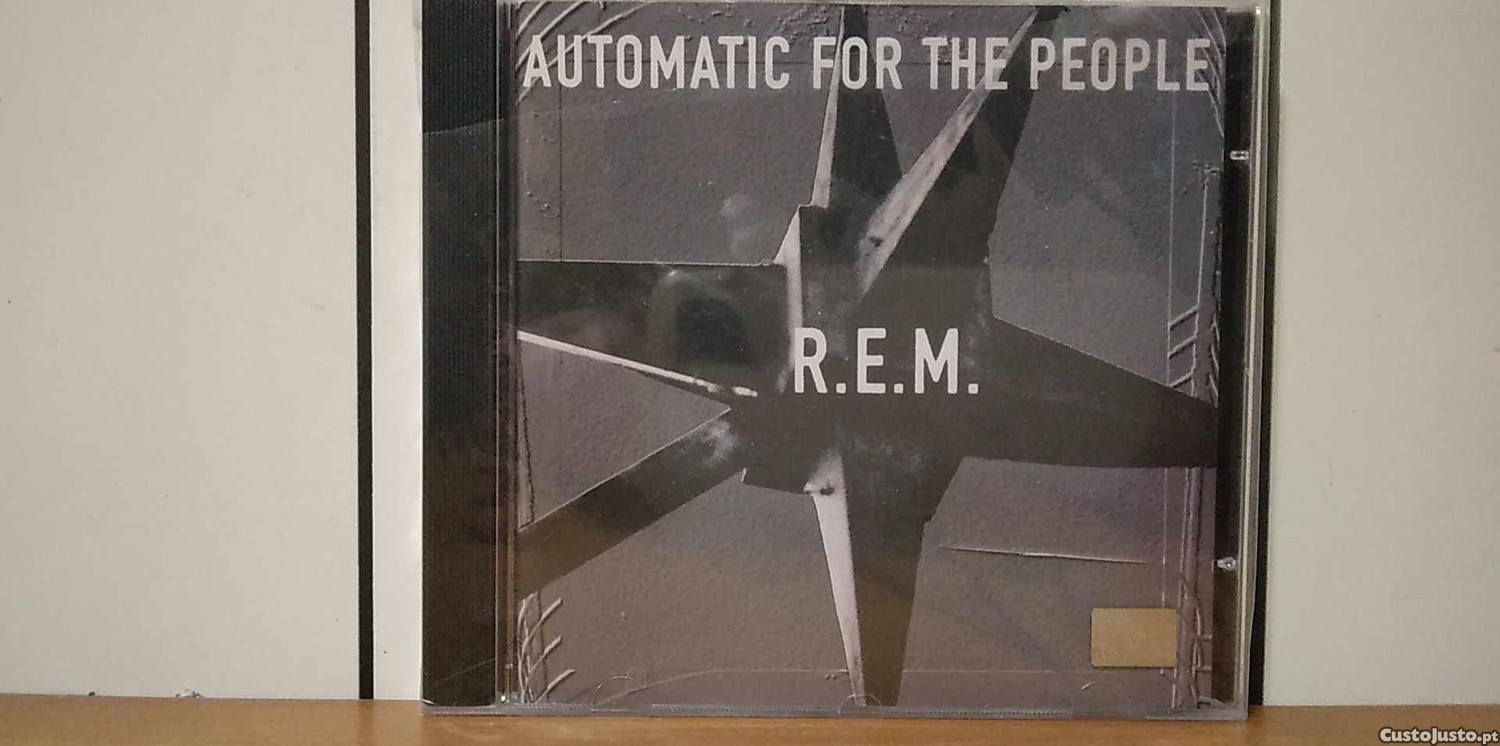 AUTOMATIC FOR THE PEOPLE
R.E.M.
CustoJusto.pt